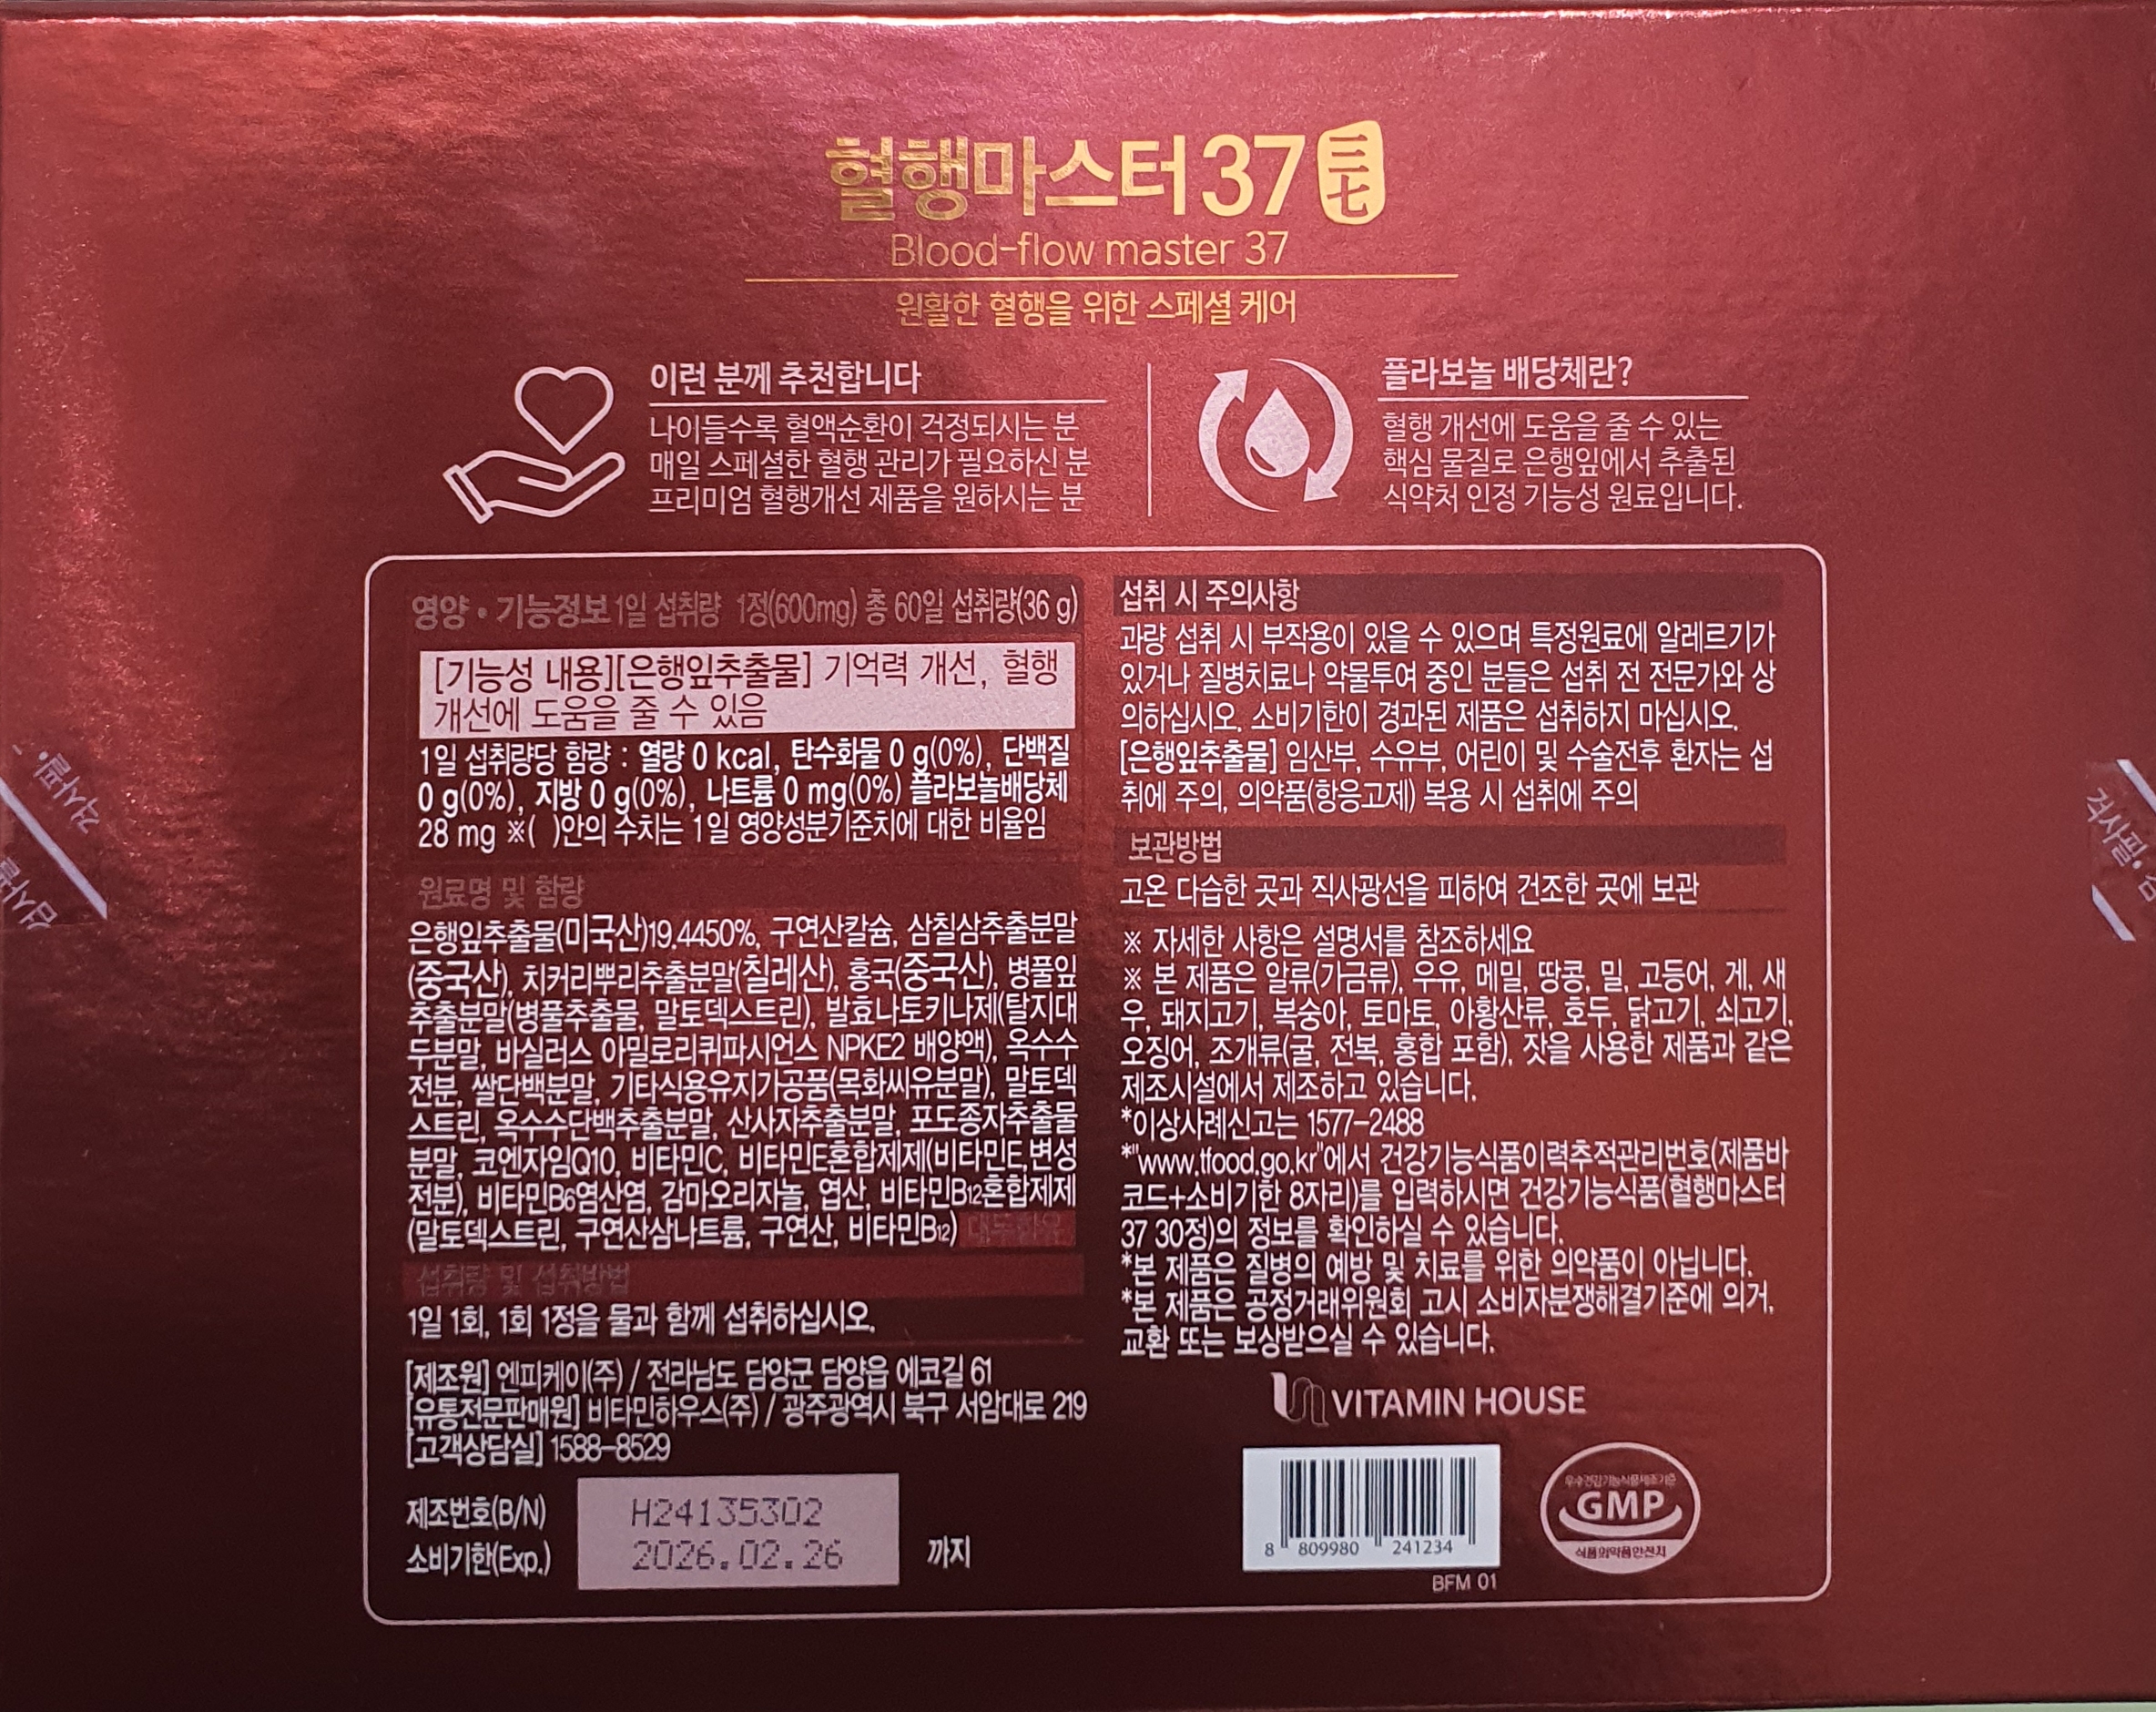 혈행마스터37 三七
Blood-flow master 37
원활한 혈행을 위한 스페셜 케어
이런 분께 추천합니다
나이들수록 혈액순환이 걱정되시는 분
매일 스페셜한 혈행 관리가 필요하신 분
프리미엄 혈행개선 제품을 원하시는 분
플라보놀 배당체란?
혈행 개선에 도움을 줄 수 있는
핵심 물질로 은행잎에서 추출된
식약처 인정 기능성 원료입니다.
영양 • 기능정보 1일 섭취량 1정(600mg) 총 60일 섭취량(36 g)
[기능성 내용][은행잎추출물] 기억력 개선, 혈행
개선에 도움을 줄 수 있음
1일 섭취량당 함량 : 열량 0 kcal, 탄수화물 0 g(0%), 단백질
0 g(0%), 지방 0 g(0%), 나트륨 0 mg(0%) 플라보놀배당체
28 mg ※( )안의 수치는 1일 영양성분기준치에 대한 비율임
원료명 및 함량
은행잎추출물(미국산)19.4450%, 구연산칼슘, 삼칠삼추출분말
(중국산), 치커리뿌리추출분말(칠레산), 홍국(중국산), 병풀잎
추출분말(병풀추출물, 말토덱스트린), 발효나토키나제(탈지대
두분말, 바실러스 아밀로리퀴파시언스 NPKE2 배양액), 옥수수
전분, 쌀단백분말, 기타식용유지가공품(목화씨유분말), 말토덱
스트린, 옥수수단백추출분말, 산사자추출분말, 포도종자추출물
분말, 코엔자임Q10, 비타민C, 비타민E혼합제제(비타민E,변성
전분), 비타민B6염산염, 감마오리자놀, 엽산, 비타민B12혼합제제
(말토덱스트린, 구연산삼나트륨, 구연산, 비타민B12) 대두함유
섭취량 및 섭취방법
1일 1회, 1회 1정을 물과 함께 섭취하십시오.
[제조원] 엔피케이(주) / 전라남도 담양군 담양읍 에코길 61
[유통전문판매원] 비타민하우스(주) / 광주광역시 북구 서암대로 219
[고객상담실] 1588-8529
제조번호(B/N) H24135302
소비기한(Exp.) 2026.02.26 까지
섭취 시 주의사항
과량 섭취 시 부작용이 있을 수 있으며 특정원료에 알레르기가
있거나 질병치료나 약물투여 중인 분들은 섭취 전 전문가와 상
의하십시오. 소비기한이 경과된 제품은 섭취하지 마십시오.
[은행잎추출물] 임산부, 수유부, 어린이 및 수술전후 환자는 섭
취에 주의, 의약품(항응고제) 복용 시 섭취에 주의
보관방법
고온 다습한 곳과 직사광선을 피하여 건조한 곳에 보관
※ 자세한 사항은 설명서를 참조하세요
※ 본 제품은 알류(가금류), 우유, 메밀, 땅콩, 밀, 고등어, 게, 새
우, 돼지고기, 복숭아, 토마토, 아황산류, 호두, 닭고기, 쇠고기,
오징어, 조개류(굴, 전복, 홍합 포함), 잣을 사용한 제품과 같은
제조시설에서 제조하고 있습니다.
*이상사례신고는 1577-2488
*"www.tfood.go.kr"에서 건강기능식품이력추적관리번호(제품바
코드+소비기한 8자리)를 입력하시면 건강기능식품(혈행마스터
37 30정)의 정보를 확인하실 수 있습니다.
*본 제품은 질병의 예방 및 치료를 위한 의약품이 아닙니다.
*본 제품은 공정거래위원회 고시 소비자분쟁해결기준에 의거,
교환 또는 보상받으실 수 있습니다.
VITAMIN HOUSE
8 809980 241234
BFM 01
우수건강기능식품제조기준
GMP
식품의약품안전처